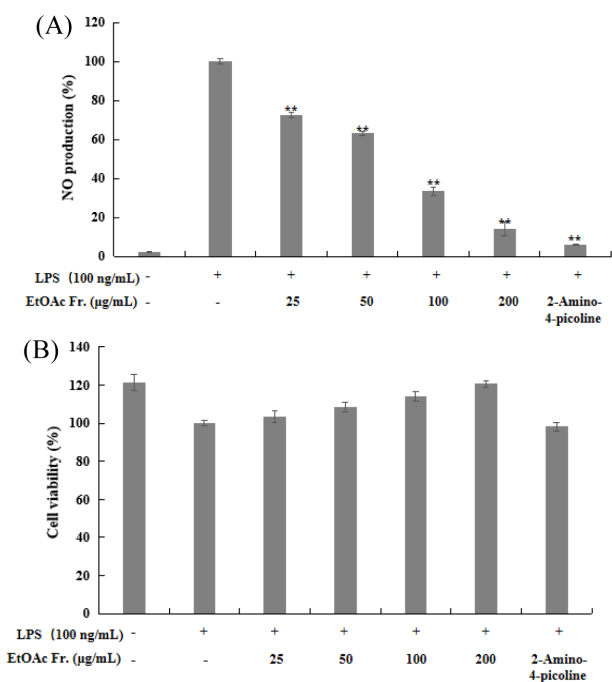 (A)
NO production (%)
120
100
80
60
40
20
0
** ** ** ** **
LPS (100 ng/mL) - + + + + + +
EtOAc Fr. (μg/mL) - - 25 50 100 200 2-Amino-
4-picoline
(B)
Cell viability (%)
140
120
100
80
60
40
20
0
LPS (100 ng/mL) - + + + + + +
EtOAc Fr. (μg/mL) - - 25 50 100 200 2-Amino-
4-picoline